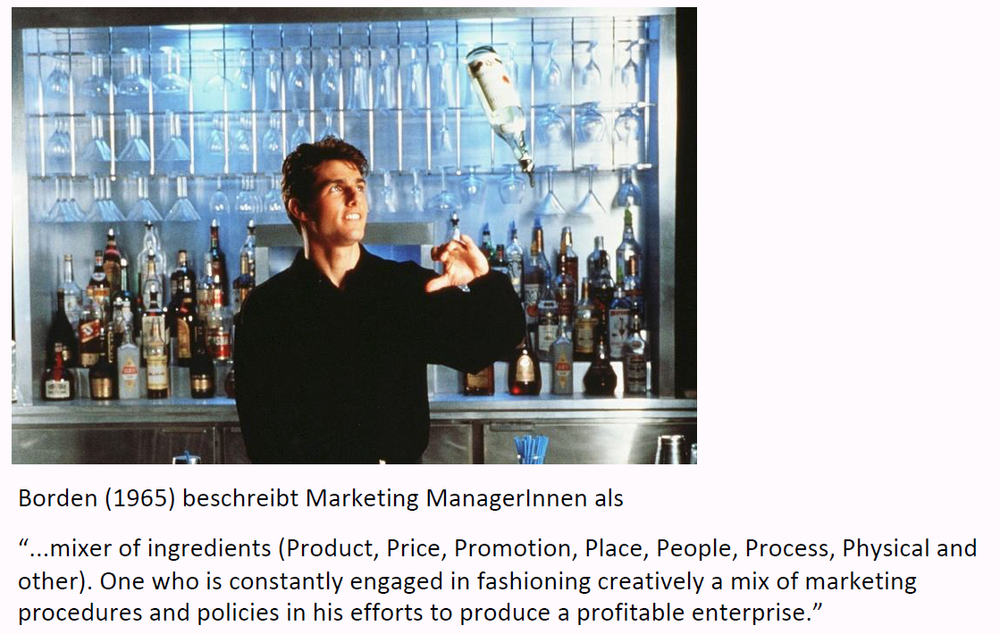 Borden (1965) beschreibt Marketing ManagerInnen als
“...mixer of ingredients (Product, Price, Promotion, Place, People, Process, Physical and
other). One who is constantly engaged in fashioning creatively a mix of marketing
procedures and policies in his efforts to produce a profitable enterprise.”